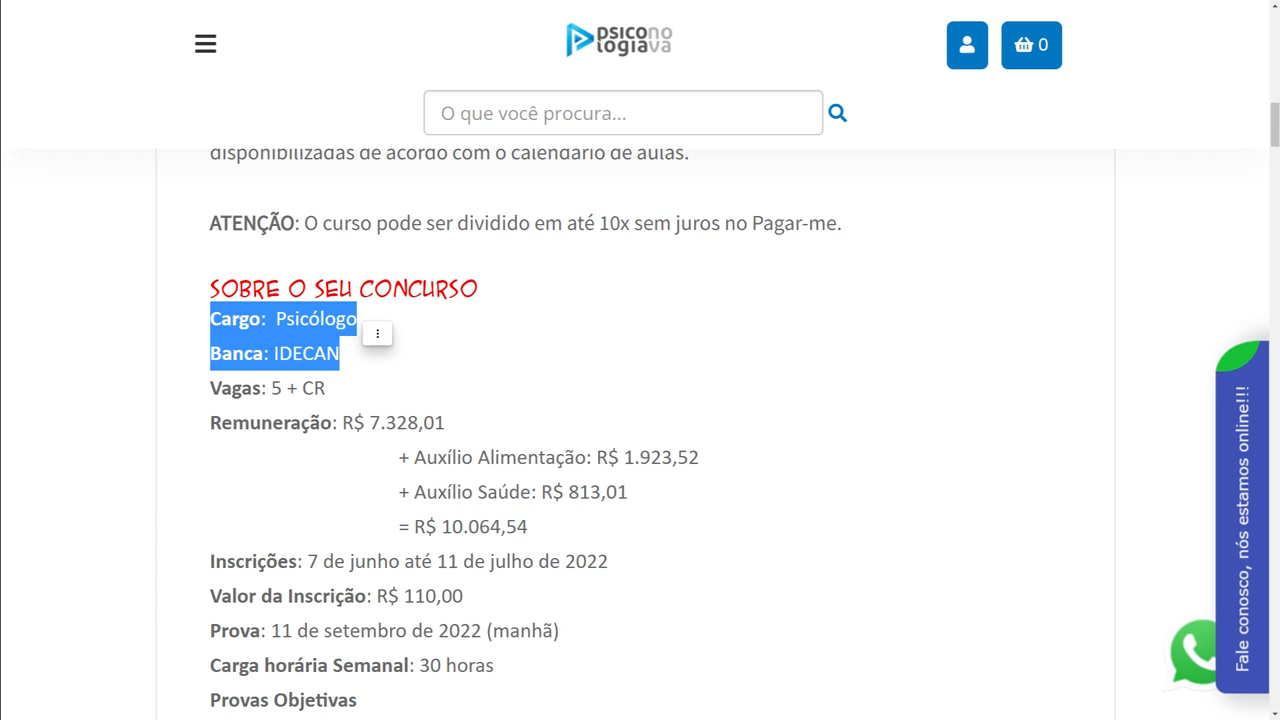 psicono
logiava
0
O que você procura...
disponibilizadas de acordo com o calendário de aulas.
ATENÇÃO: O curso pode ser dividido em até 10x sem juros no Pagar-me.
SOBRE O SEU CONCURSO
Cargo: Psicólogo
Banca: IDECAN
Vagas: 5 + CR
Remuneração: R$ 7.328,01
+ Auxílio Alimentação: R$ 1.923,52
+ Auxílio Saúde: R$ 813,01
= R$ 10.064,54
Inscrições: 7 de junho até 11 de julho de 2022
Valor da Inscrição: R$ 110,00
Prova: 11 de setembro de 2022 (manhã)
Carga horária Semanal: 30 horas
Provas Objetivas
Fale conosco, nós estamos online!!!